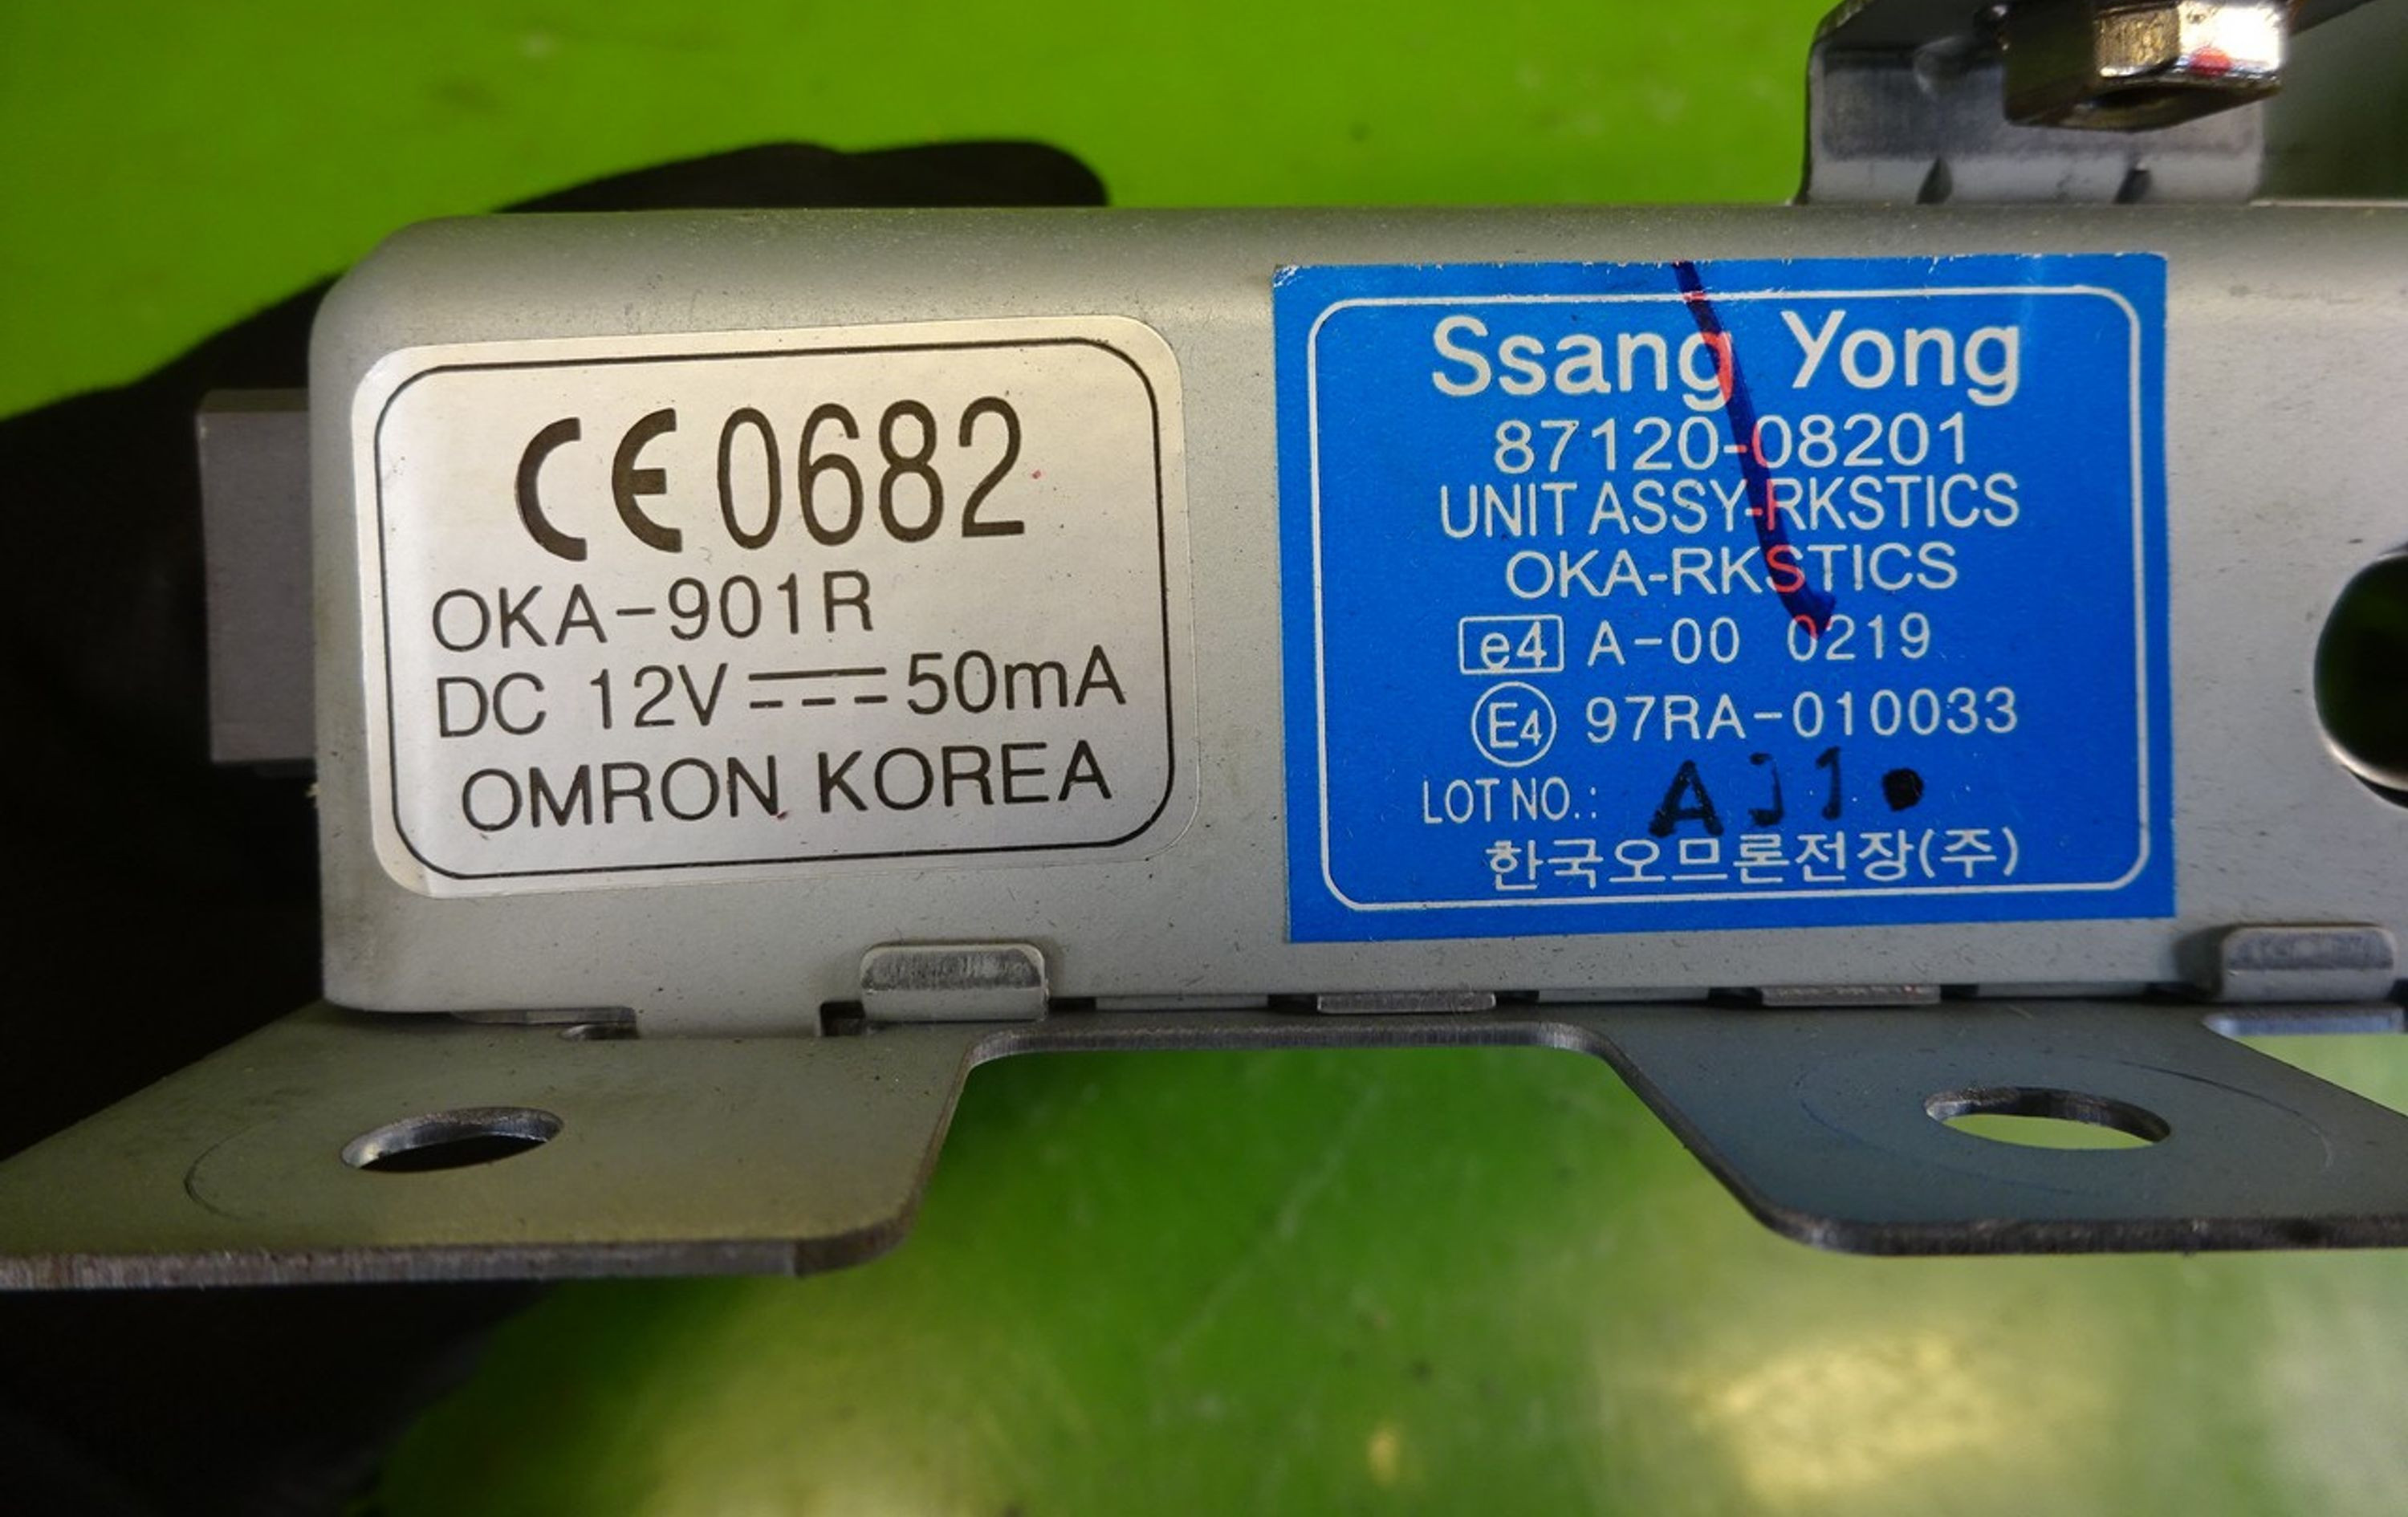 CE 0682
OKA-901R
DC 12V ⎓ 50mA
OMRON KOREA
Ssang Yong
87120-08201
UNIT ASSY-RKSTICS
OKA-RKSTICS
e4 A-00 0219
E4 97RA-010033
LOT NO.:
한국오므론전장(주)